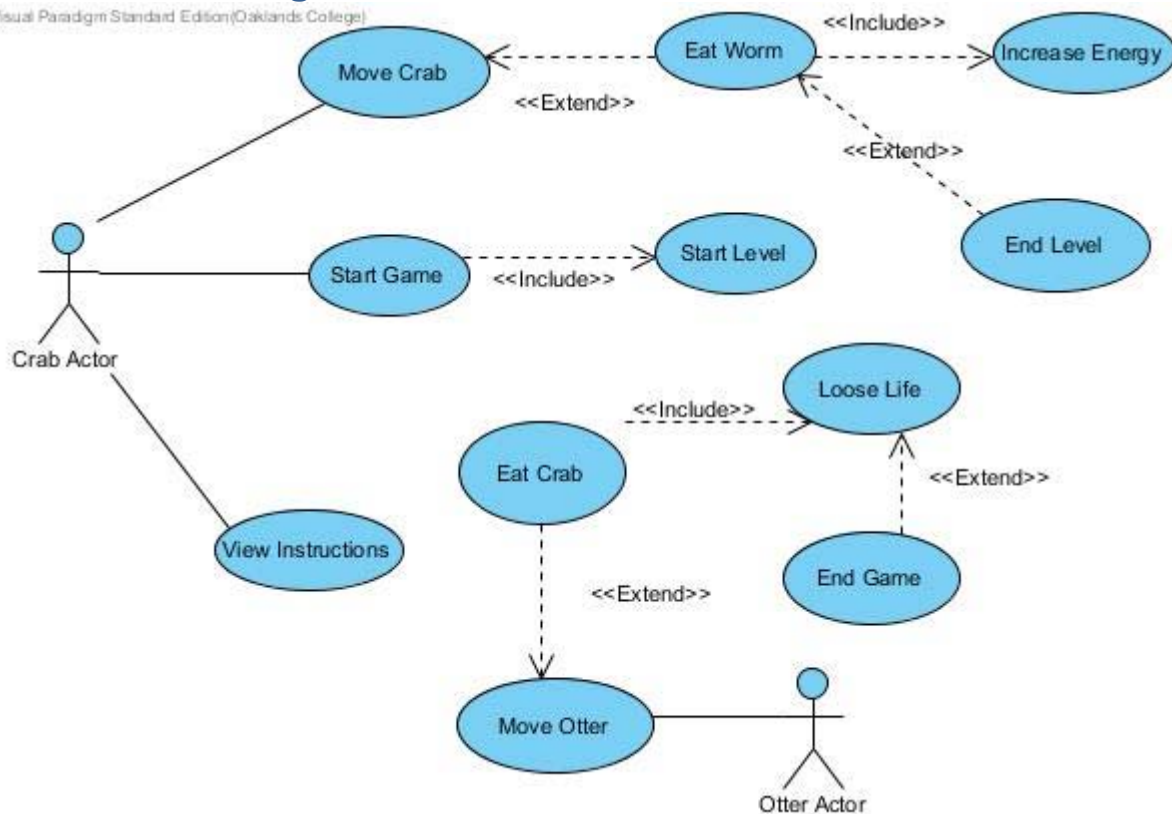 isual Paradigm Standard Edition(Oaklands College)
<<Include>>
Move Crab
Eat Worm
Increase Energy
<<Extend>>
<<Extend>>
Start Game
Start Level
End Level
<<Include>>
Crab Actor
Loose Life
<<Include>>
Eat Crab
<<Extend>>
View Instructions
End Game
<<Extend>>
Move Otter
Otter Actor